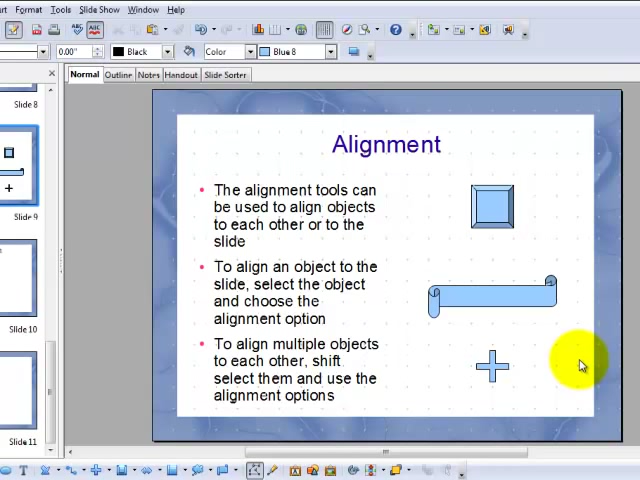 rt Format Tools Slide Show Window Help
0.00" Black Color Blue 8
Normal Outline Notes Handout Slide Sorter
Slide 8
Slide 9
Slide 10
Slide 11
Alignment
• The alignment tools can
be used to align objects
to each other or to the
slide
• To align an object to the
slide, select the object
and choose the
alignment option
• To align multiple objects
to each other, shift
select them and use the
alignment options